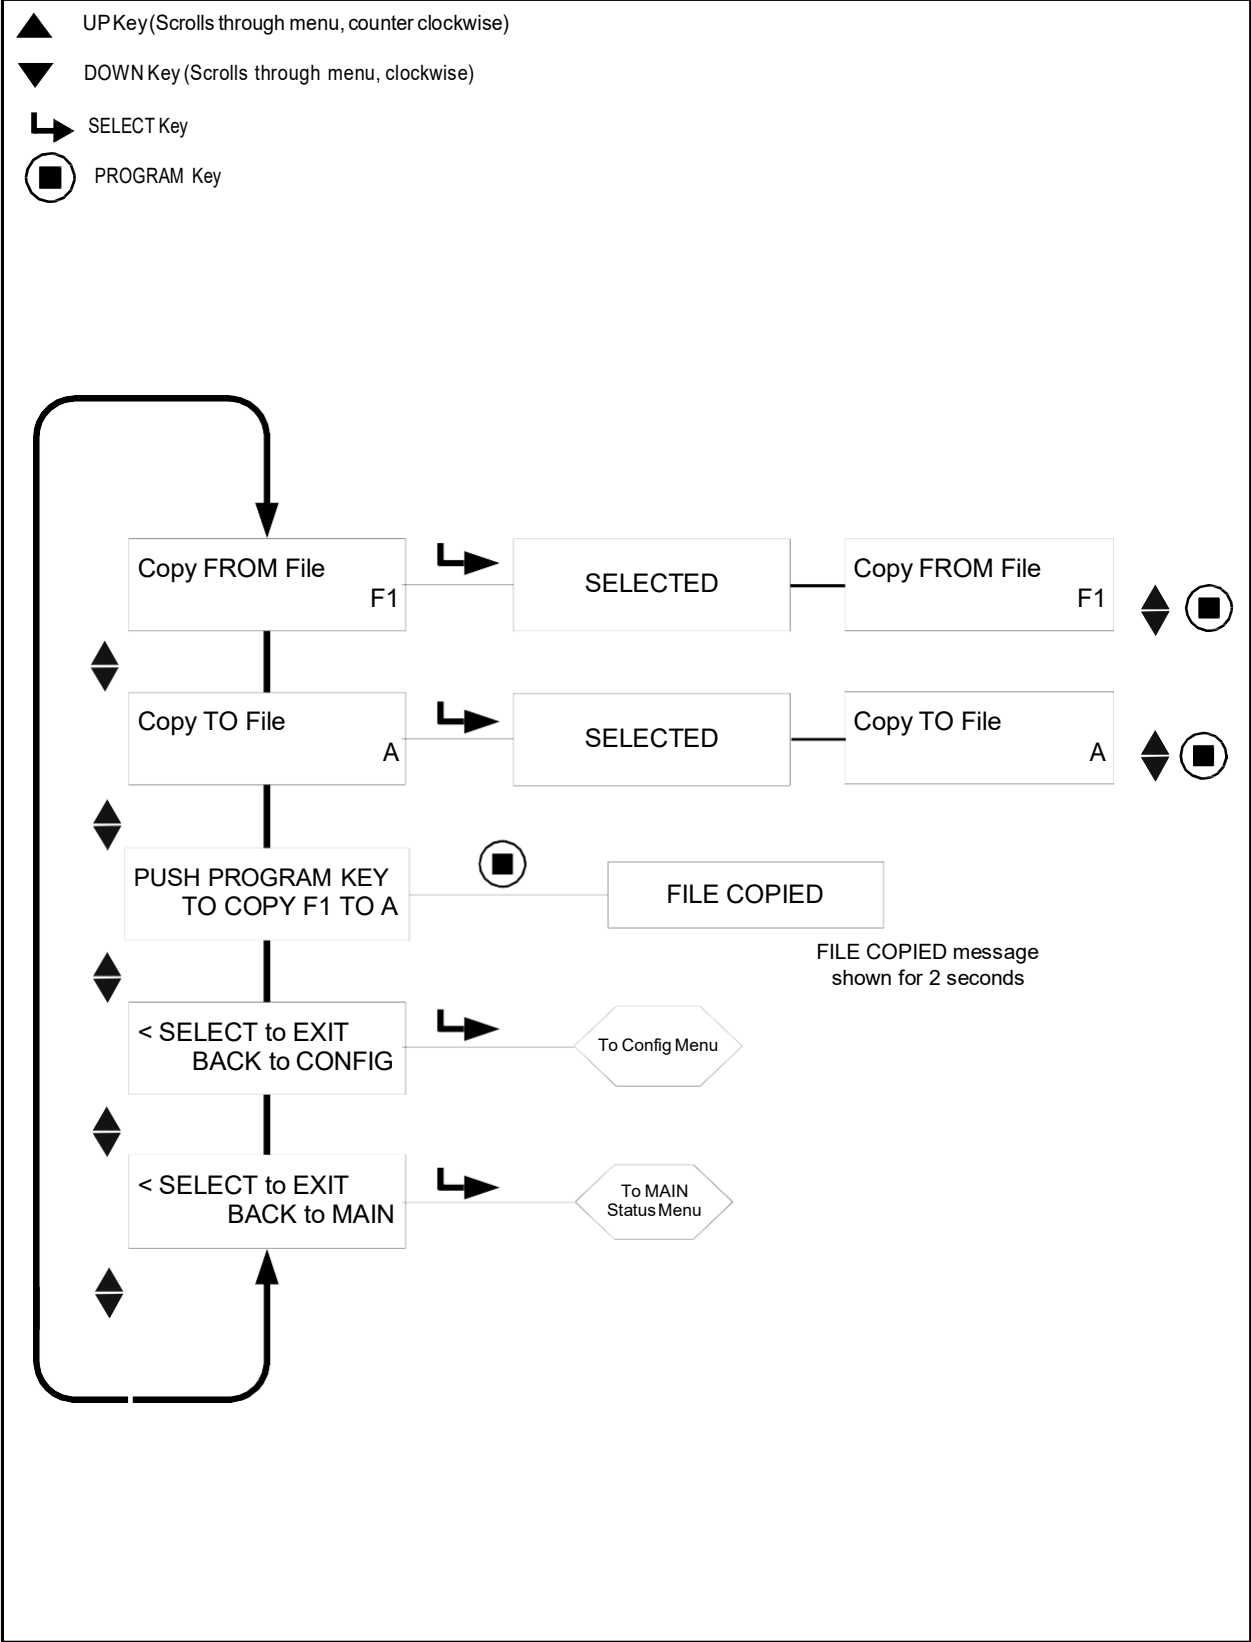 UP Key (Scrolls through menu, counter clockwise)
DOWN Key (Scrolls through menu, clockwise)
SELECT Key
PROGRAM Key
Copy FROM File
F1
SELECTED
Copy FROM File
F1
Copy TO File
A
SELECTED
Copy TO File
A
PUSH PROGRAM KEY
TO COPY F1 TO A
FILE COPIED
FILE COPIED message
shown for 2 seconds
< SELECT to EXIT
BACK to CONFIG
To Config Menu
< SELECT to EXIT
BACK to MAIN
To MAIN
Status Menu